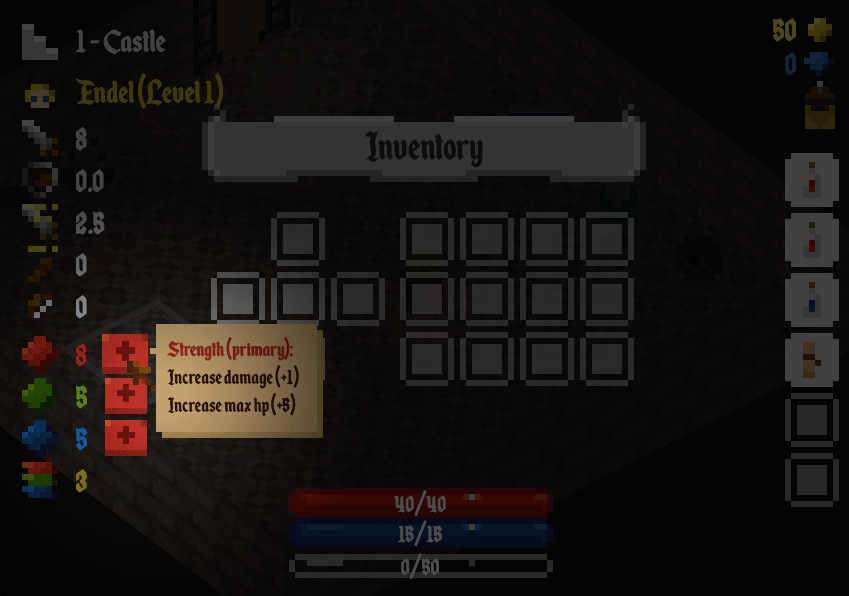 1-Castle
Endel (Level 1)
8
0.0
2.5
0
0
8
5
5
3
Inventory
Strength (primary):
Increase damage (+1)
Increase max hp (+5)
40/40
15/15
0/50
50
0